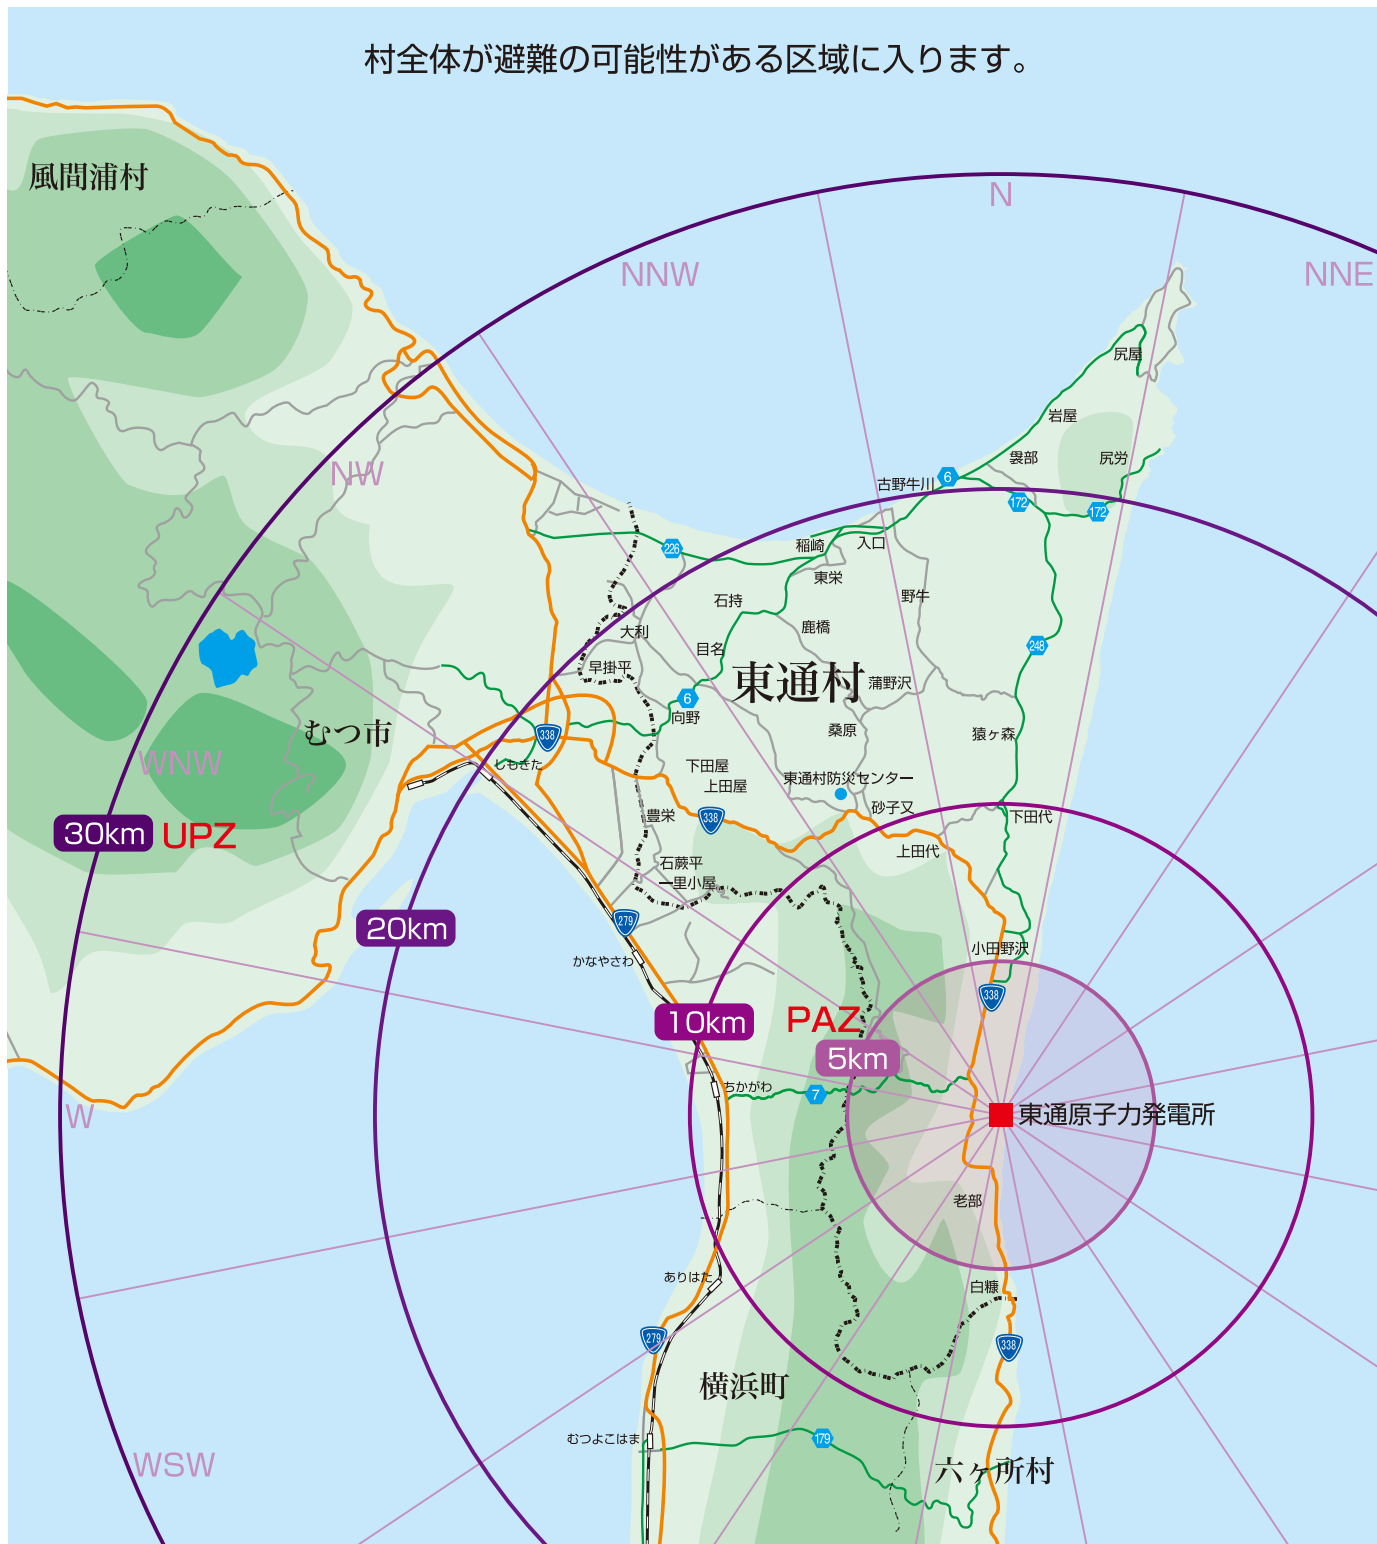 村全体が避難の可能性がある区域に入ります。
風間浦村
N
NNW
NNE
尻屋
岩屋
袰部
尻労
NW
古野牛川
6
172
172
226
稲崎
入口
東栄
石持
野牛
大利
鹿橋
目名
248
早掛平
東通村
蒲野沢
6
向野
むつ市
桑原
猿ヶ森
338
WNW
しもきた
下田屋
上田屋
東通村防災センター
豊栄
338
砂子又
下田代
30km
UPZ
上田代
石蕨平
一里小屋
20km
279
小田野沢
かなやさわ
338
10km
PAZ
5km
ちかがわ
7
W
東通原子力発電所
老部
ありはた
白糠
279
338
横浜町
むつよこはま
179
WSW
六ヶ所村